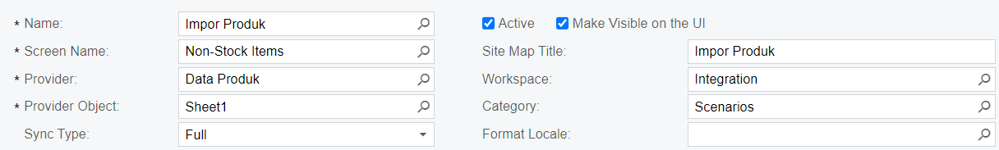 * Name: Impor Produk
* Screen Name: Non-Stock Items
* Provider: Data Produk
* Provider Object: Sheet1
Sync Type: Full
Active Make Visible on the UI
Site Map Title: Impor Produk
Workspace: Integration
Category: Scenarios
Format Locale: